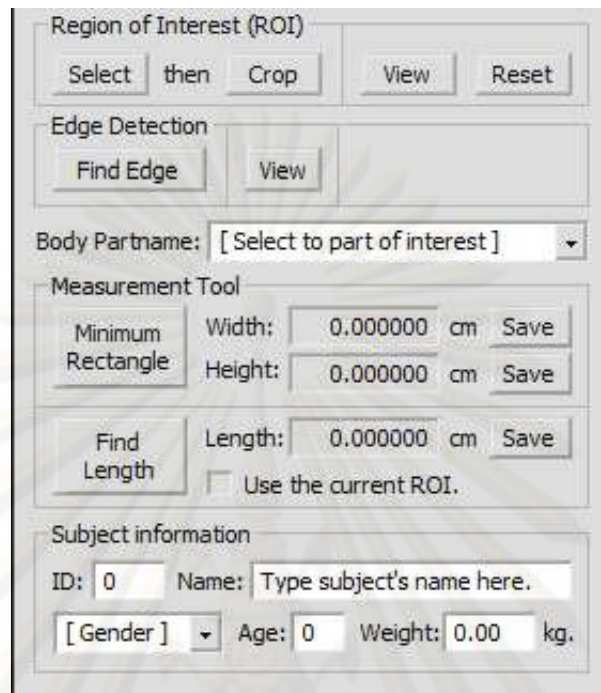 Region of Interest (ROI)
Select then Crop View Reset
Edge Detection
Find Edge View
Body Partname: [ Select to part of interest ]
Measurement Tool
Minimum Rectangle
Width: 0.000000 cm Save
Height: 0.000000 cm Save
Find Length
Length: 0.000000 cm Save
Use the current ROI.
Subject information
ID: 0 Name: Type subject's name here.
[ Gender ] Age: 0 Weight: 0.00 kg.